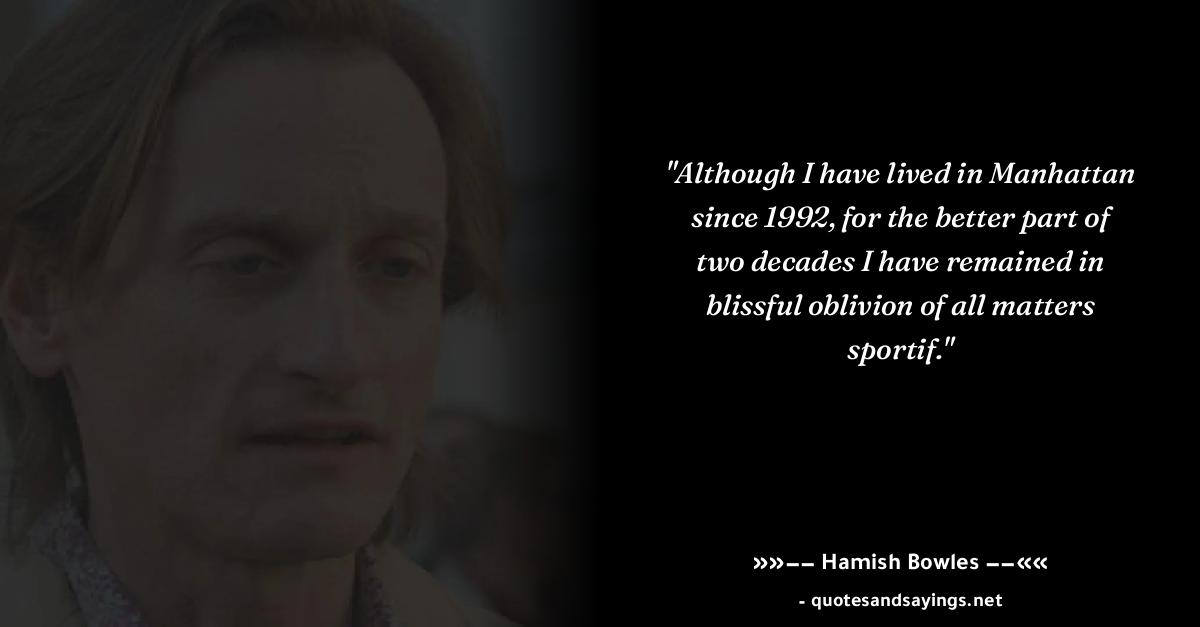 "Although I have lived in Manhattan
since 1992, for the better part of
two decades I have remained in
blissful oblivion of all matters
sportif."
»»−− Hamish Bowles −−««
- quotesandsayings.net